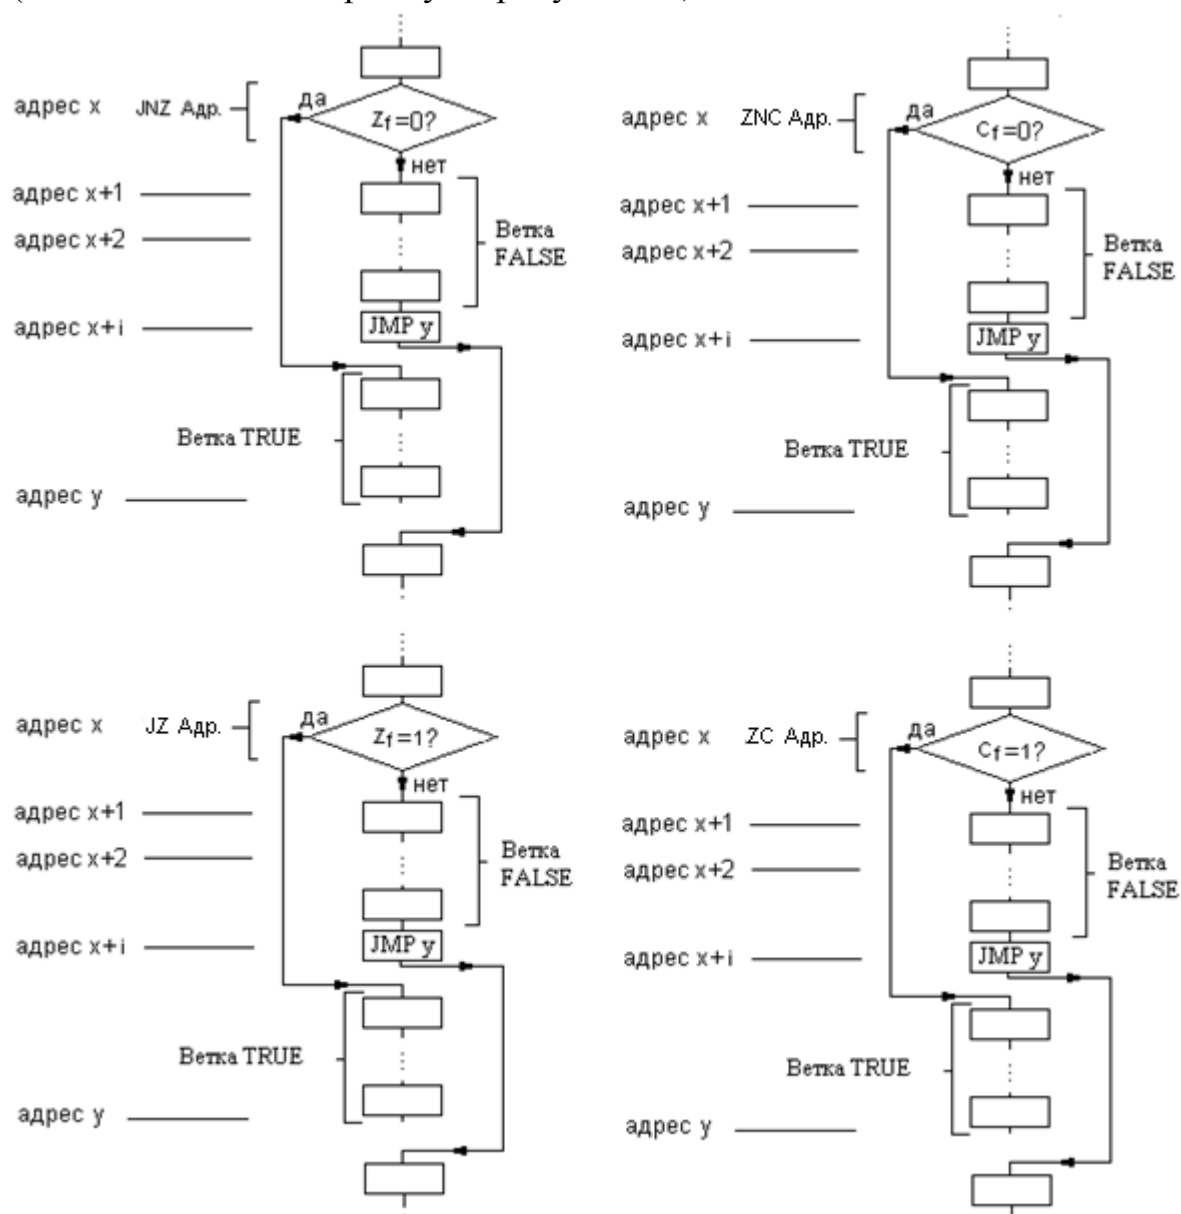 адрес x JNZ Адр.
да
Zf=0?
нет
адрес x+1
адрес x+2
Ветка
FALSE
адрес x+i
JMP y
Ветка TRUE
адрес y
адрес x ZNC Адр.
да
Cf=0?
нет
адрес x+1
адрес x+2
Ветка
FALSE
адрес x+i
JMP y
Ветка TRUE
адрес y
адрес x JZ Адр.
да
Zf=1?
нет
адрес x+1
адрес x+2
Ветка
FALSE
адрес x+i
JMP y
Ветка TRUE
адрес y
адрес x ZC Адр.
да
Cf=1?
нет
адрес x+1
адрес x+2
Ветка
FALSE
адрес x+i
JMP y
Ветка TRUE
адрес y